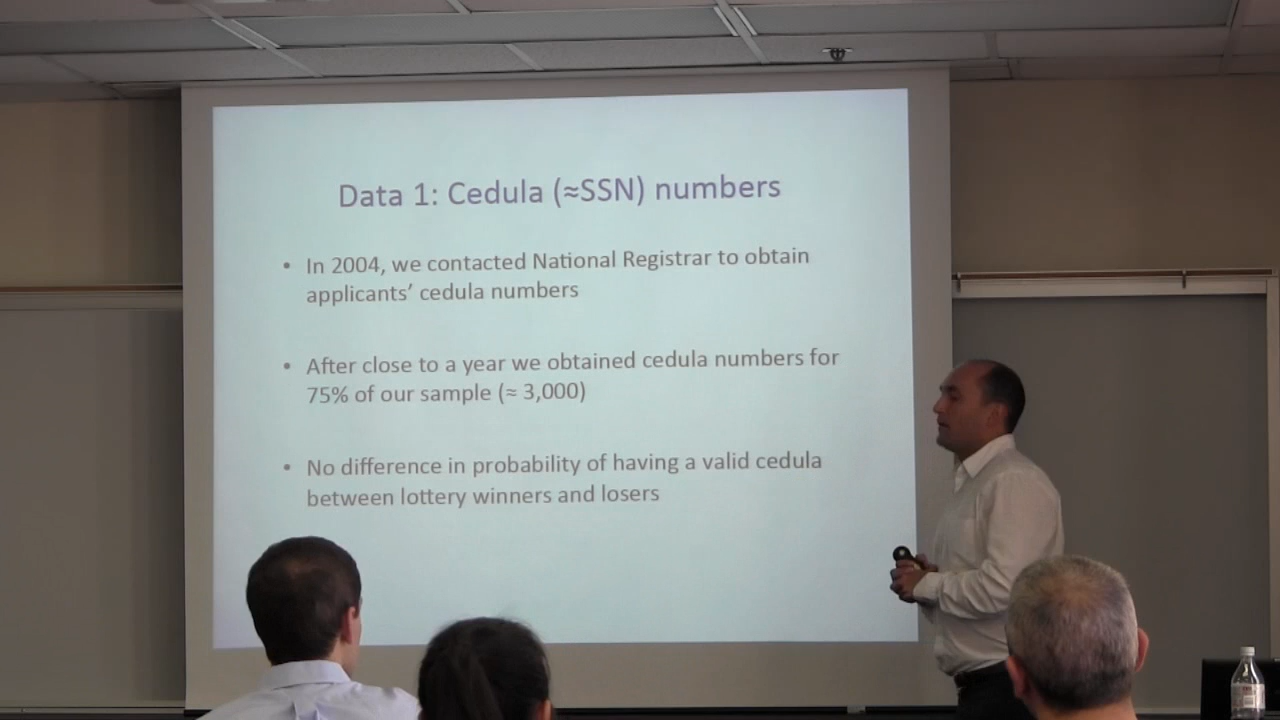 Data 1: Cedula (≈SSN) numbers
• In 2004, we contacted National Registrar to obtain
applicants’ cedula numbers
• After close to a year we obtained cedula numbers for
75% of our sample (≈ 3,000)
• No difference in probability of having a valid cedula
between lottery winners and losers